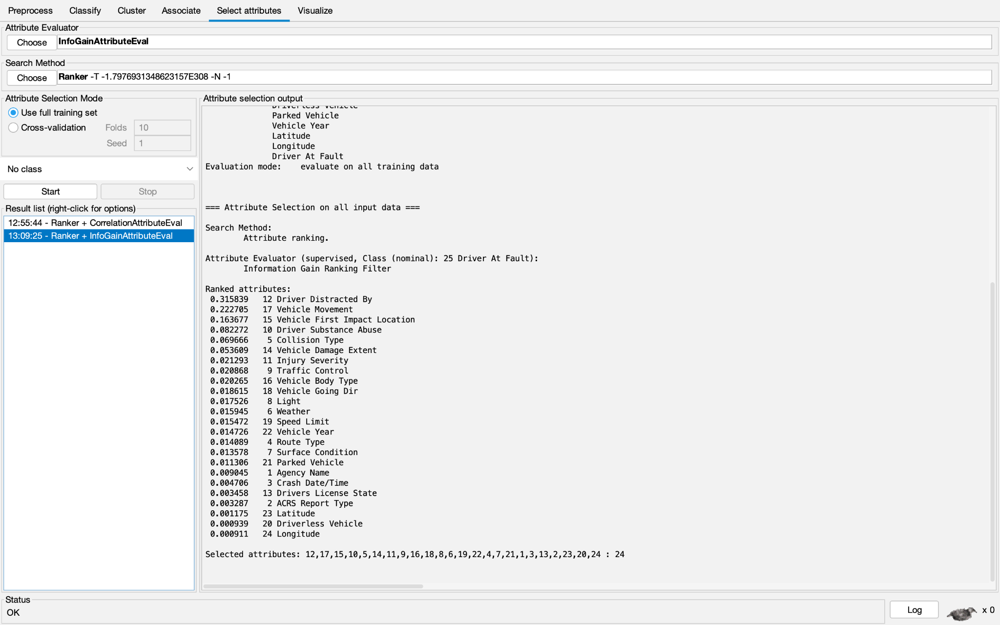 Preprocess Classify Cluster Associate Select attributes Visualize
Attribute Evaluator
Choose InfoGainAttributeEval
Search Method
Choose Ranker -T -1.7976931348623157E308 -N -1
Attribute Selection Mode
Use full training set
Cross-validation Folds 10
Seed 1
No class
Start Stop
Result list (right-click for options)
12:55:44 - Ranker + CorrelationAttributeEval
13:09:25 - Ranker + InfoGainAttributeEval
Attribute selection output
Driverless Vehicle
Parked Vehicle
Vehicle Year
Latitude
Longitude
Driver At Fault
Evaluation mode: evaluate on all training data
=== Attribute Selection on all input data ===
Search Method:
Attribute ranking.
Attribute Evaluator (supervised, Class (nominal): 25 Driver At Fault):
Information Gain Ranking Filter
Ranked attributes:
0.315839 12 Driver Distracted By
0.222705 17 Vehicle Movement
0.163677 15 Vehicle First Impact Location
0.082272 10 Driver Substance Abuse
0.069666 5 Collision Type
0.053609 14 Vehicle Damage Extent
0.021293 11 Injury Severity
0.020868 9 Traffic Control
0.020265 16 Vehicle Body Type
0.018615 18 Vehicle Going Dir
0.017526 8 Light
0.015945 6 Weather
0.015472 19 Speed Limit
0.014726 22 Vehicle Year
0.014089 4 Route Type
0.013578 7 Surface Condition
0.011306 21 Parked Vehicle
0.009045 1 Agency Name
0.004706 3 Crash Date/Time
0.003458 13 Drivers License State
0.003287 2 ACRS Report Type
0.001175 23 Latitude
0.000939 20 Driverless Vehicle
0.000911 24 Longitude
Selected attributes: 12,17,15,10,5,14,11,9,16,18,8,6,19,22,4,7,21,1,3,13,2,23,20,24 : 24
Status
OK
Log x 0